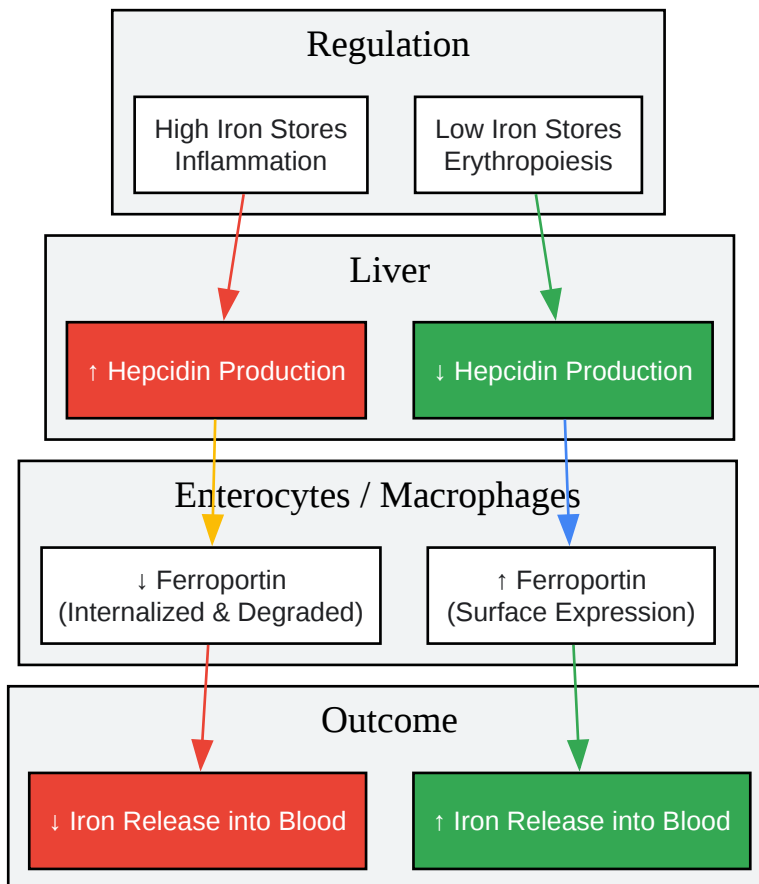 Regulation
High Iron Stores
Inflammation
Low Iron Stores
Erythropoiesis
Liver
↑ Hepcidin Production
↓ Hepcidin Production
Enterocytes / Macrophages
↓ Ferroportin
(Internalized & Degraded)
↑ Ferroportin
(Surface Expression)
Outcome
↓ Iron Release into Blood
↑ Iron Release into Blood